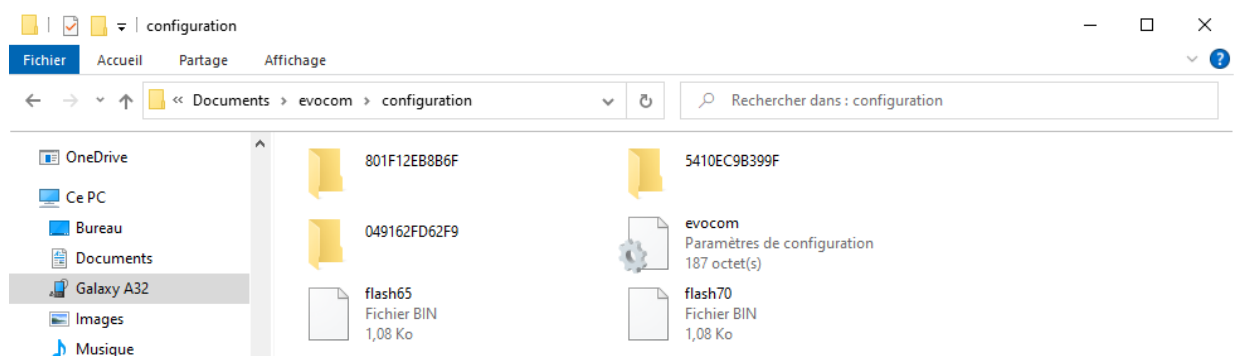 configuration
Fichier Accueil Partage Affichage
« Documents > evocom > configuration
Rechercher dans : configuration
OneDrive
Ce PC
Bureau
Documents
Galaxy A32
Images
Musique
801F12EB8B6F
5410EC9B399F
049162FD62F9
evocom
Paramètres de configuration
187 octet(s)
flash65
Fichier BIN
1,08 Ko
flash70
Fichier BIN
1,08 Ko